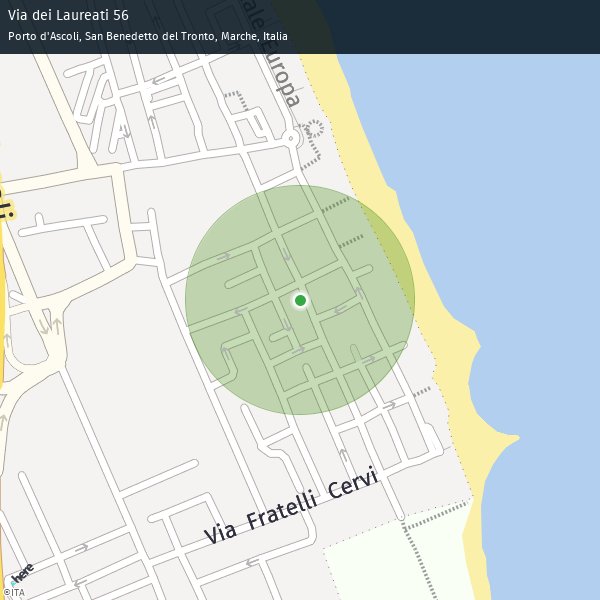 Via dei Laureati 56
Porto d'Ascoli, San Benedetto del Tronto, Marche, Italia
ale Europa
li
Via Fratelli Cervi
here
©ITA